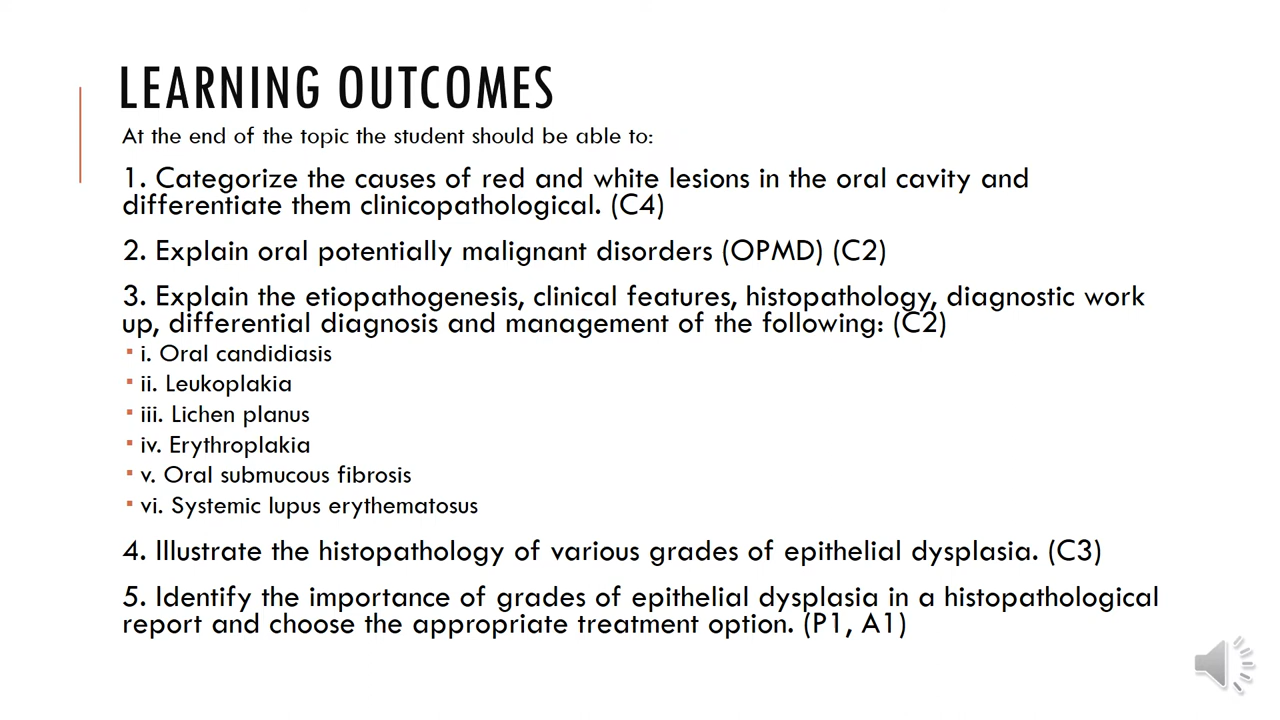 LEARNING OUTCOMES
At the end of the topic the student should be able to:
1. Categorize the causes of red and white lesions in the oral cavity and
differentiate them clinicopathological. (C4)
2. Explain oral potentially malignant disorders (OPMD) (C2)
3. Explain the etiopathogenesis, clinical features, histopathology, diagnostic work
up, differential diagnosis and management of the following: (C2)
▪ i. Oral candidiasis
▪ ii. Leukoplakia
▪ iii. Lichen planus
▪ iv. Erythroplakia
▪ v. Oral submucous fibrosis
▪ vi. Systemic lupus erythematosus
4. Illustrate the histopathology of various grades of epithelial dysplasia. (C3)
5. Identify the importance of grades of epithelial dysplasia in a histopathological
report and choose the appropriate treatment option. (P1, A1)